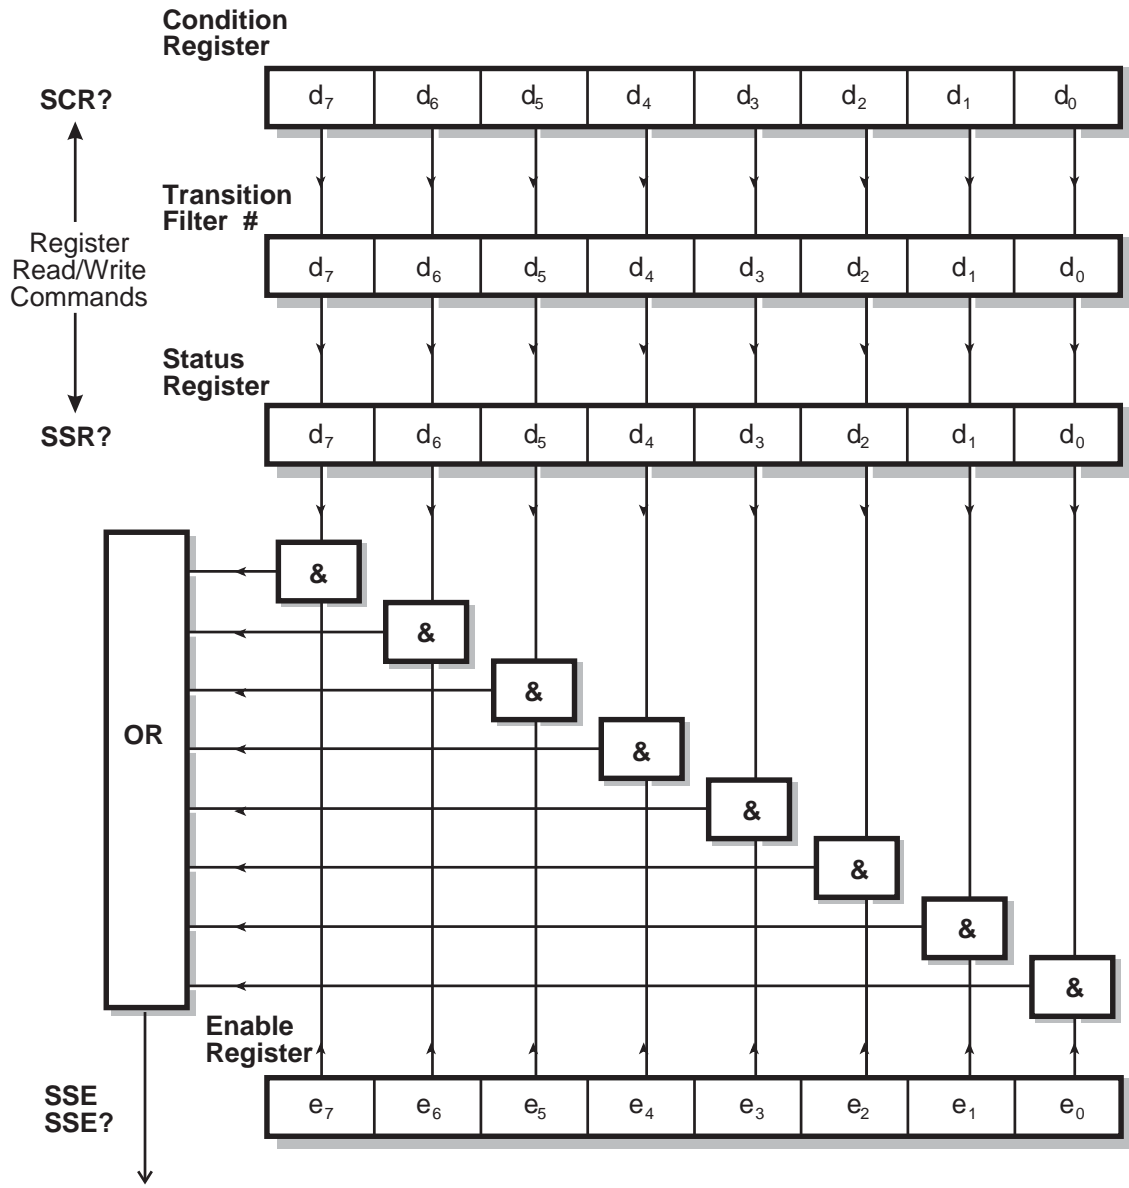 Condition
Register
SCR?
d7 d6 d5 d4 d3 d2 d1 d0
Transition
Filter #
Register
Read/Write
Commands
d7 d6 d5 d4 d3 d2 d1 d0
Status
Register
SSR?
d7 d6 d5 d4 d3 d2 d1 d0
&
&
&
OR
&
&
&
&
&
Enable
Register
SSE
SSE?
e7 e6 e5 e4 e3 e2 e1 e0